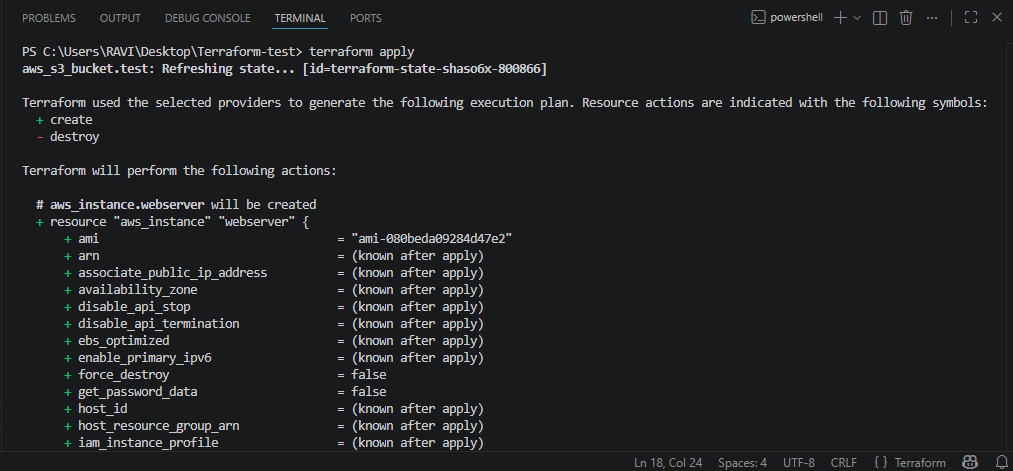 PROBLEMS OUTPUT DEBUG CONSOLE TERMINAL PORTS powershell
PS C:\Users\RAVI\Desktop\Terraform-test> terraform apply
aws_s3_bucket.test: Refreshing state... [id=terraform-state-shaso6x-800866]
Terraform used the selected providers to generate the following execution plan. Resource actions are indicated with the following symbols:
+ create
- destroy
Terraform will perform the following actions:
# aws_instance.webserver will be created
+ resource "aws_instance" "webserver" {
+ ami = "ami-080beda09284d47e2"
+ arn = (known after apply)
+ associate_public_ip_address = (known after apply)
+ availability_zone = (known after apply)
+ disable_api_stop = (known after apply)
+ disable_api_termination = (known after apply)
+ ebs_optimized = (known after apply)
+ enable_primary_ipv6 = (known after apply)
+ force_destroy = false
+ get_password_data = false
+ host_id = (known after apply)
+ host_resource_group_arn = (known after apply)
+ iam_instance_profile = (known after apply)
Ln 18, Col 24 Spaces: 4 UTF-8 CRLF { } Terraform